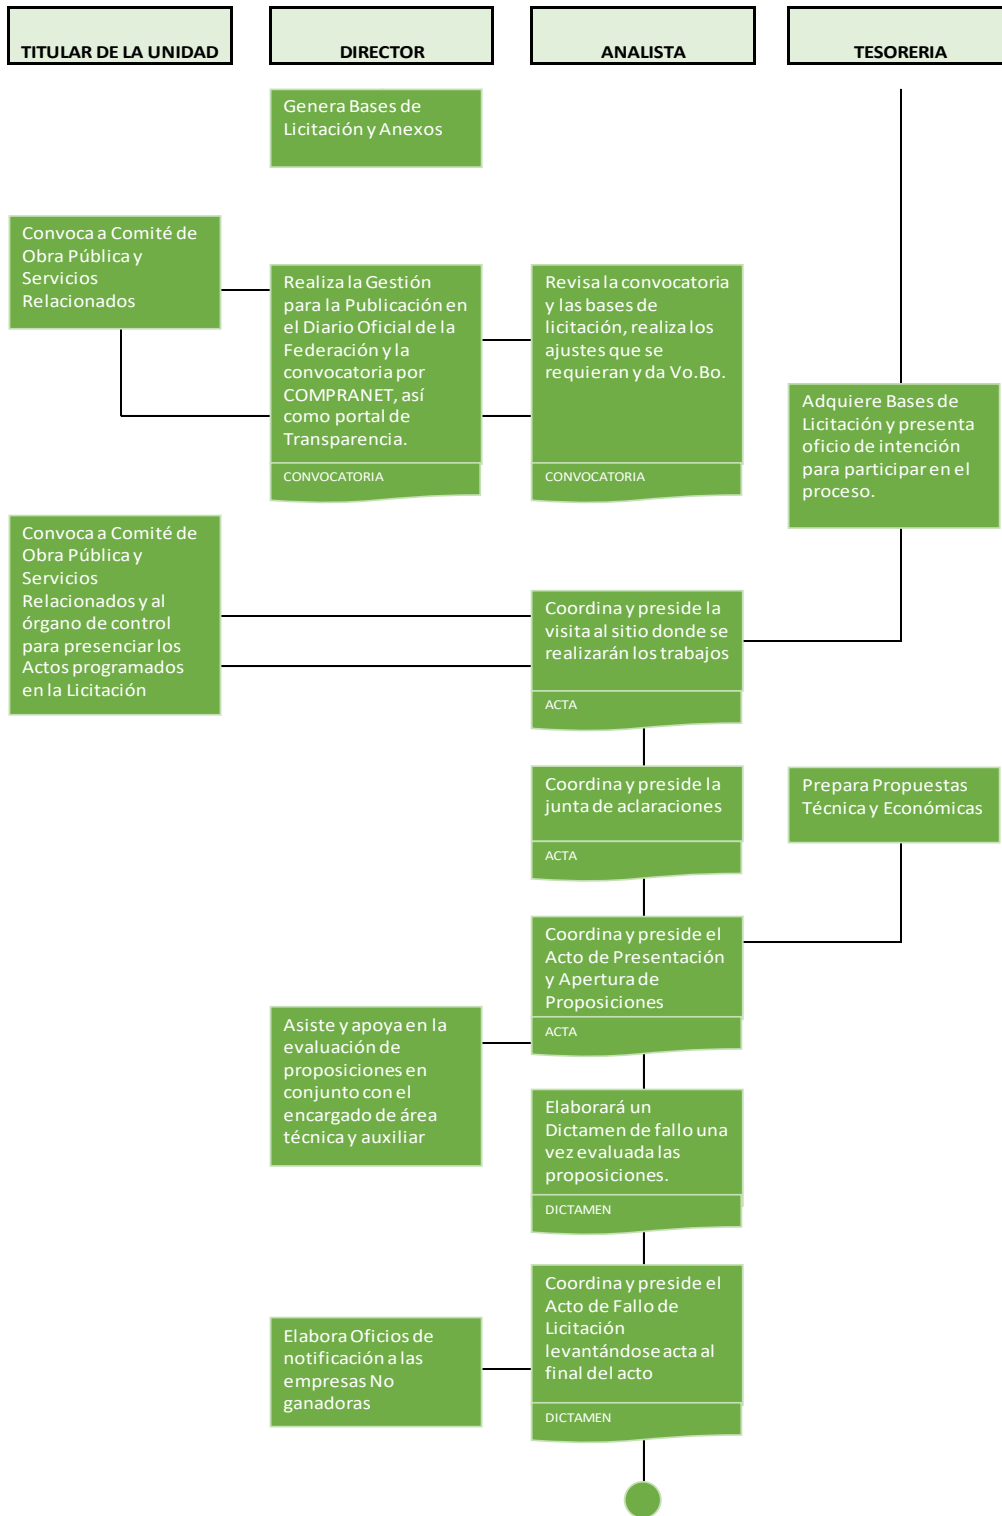 TITULAR DE LA UNIDAD
DIRECTOR
ANALISTA
TESORERIA
Genera Bases de
Licitación y Anexos
Convoca a Comité de
Obra Pública y
Servicios
Relacionados
Realiza la Gestión
para la Publicación en
el Diario Oficial de la
Federación y la
convocatoria por
COMPRANET, así
como portal de
Transparencia.
CONVOCATORIA
Revisa la convocatoria
y las bases de
licitación, realiza los
ajustes que se
requieran y da Vo.Bo.
CONVOCATORIA
Adquiere Bases de
Licitación y presenta
oficio de intención
para participar en el
proceso.
Convoca a Comité de
Obra Pública y
Servicios
Relacionados y al
órgano de control
para presenciar los
Actos programados
en la Licitación
Coordina y preside la
visita al sitio donde se
realizarán los trabajos
ACTA
Coordina y preside la
junta de aclaraciones
ACTA
Prepara Propuestas
Técnica y Económicas
Coordina y preside el
Acto de Presentación
y Apertura de
Proposiciones
ACTA
Asiste y apoya en la
evaluación de
proposiciones en
conjunto con el
encargado de área
técnica y auxiliar
Elaborará un
Dictamen de fallo una
vez evaluada las
proposiciones.
DICTAMEN
Coordina y preside el
Acto de Fallo de
Licitación
levantándose acta al
final del acto
DICTAMEN
Elabora Oficios de
notificación a las
empresas No
ganadoras